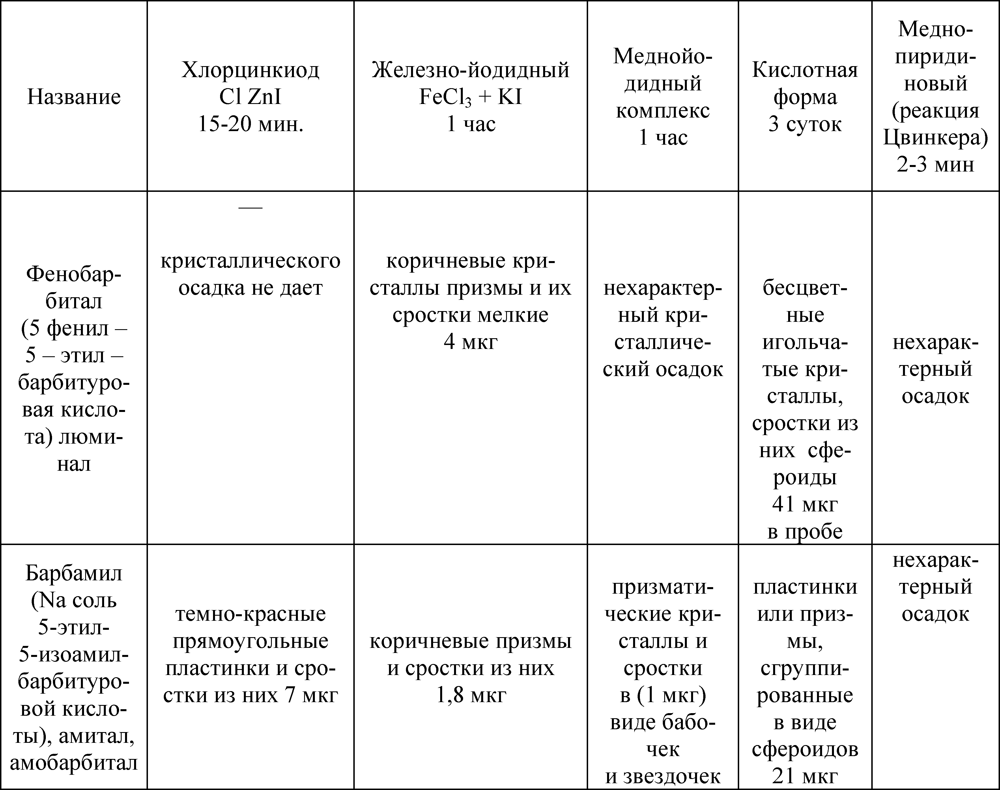 Название
Хлорцинкиод
Cl ZnI
15-20 мин.
Железно-йодидный
FeCl₃ + KI
1 час
Меднойо-
дидный
комплекс
1 час
Кислотная
форма
3 суток
Медно-
пириди-
новый
(реакция
Цвинкера)
2-3 мин
Фенобар-
битал
(5 фенил –
5 – этил –
барбитуро-
вая кисло-
та) люми-
нал
—
кристаллического
осадка не дает
коричневые кри-
сталлы призмы и их
сростки мелкие
4 мкг
нехарактер-
ный кри-
сталличе-
ский осадок
бесцвет-
ные
игольча-
тые кри-
сталлы,
сростки из
них сфе-
роиды
41 мкг
в пробе
нехарак-
терный
осадок
Барбамил
(Na соль
5-этил-
5-изоамил-
барбитуро-
вой кисло-
ты), амитал,
амобарбитал
темно-красные
прямоугольные
пластинки и сро-
стки из них 7 мкг
коричневые призмы
и сростки из них
1,8 мкг
призмати-
ческие кри-
сталлы и
сростки
в (1 мкг)
виде бабо-
чек
и звездочек
пластинки
или приз-
мы,
сгруппи-
рованные
в виде
сфероидов
21 мкг
нехарак-
терный
осадок